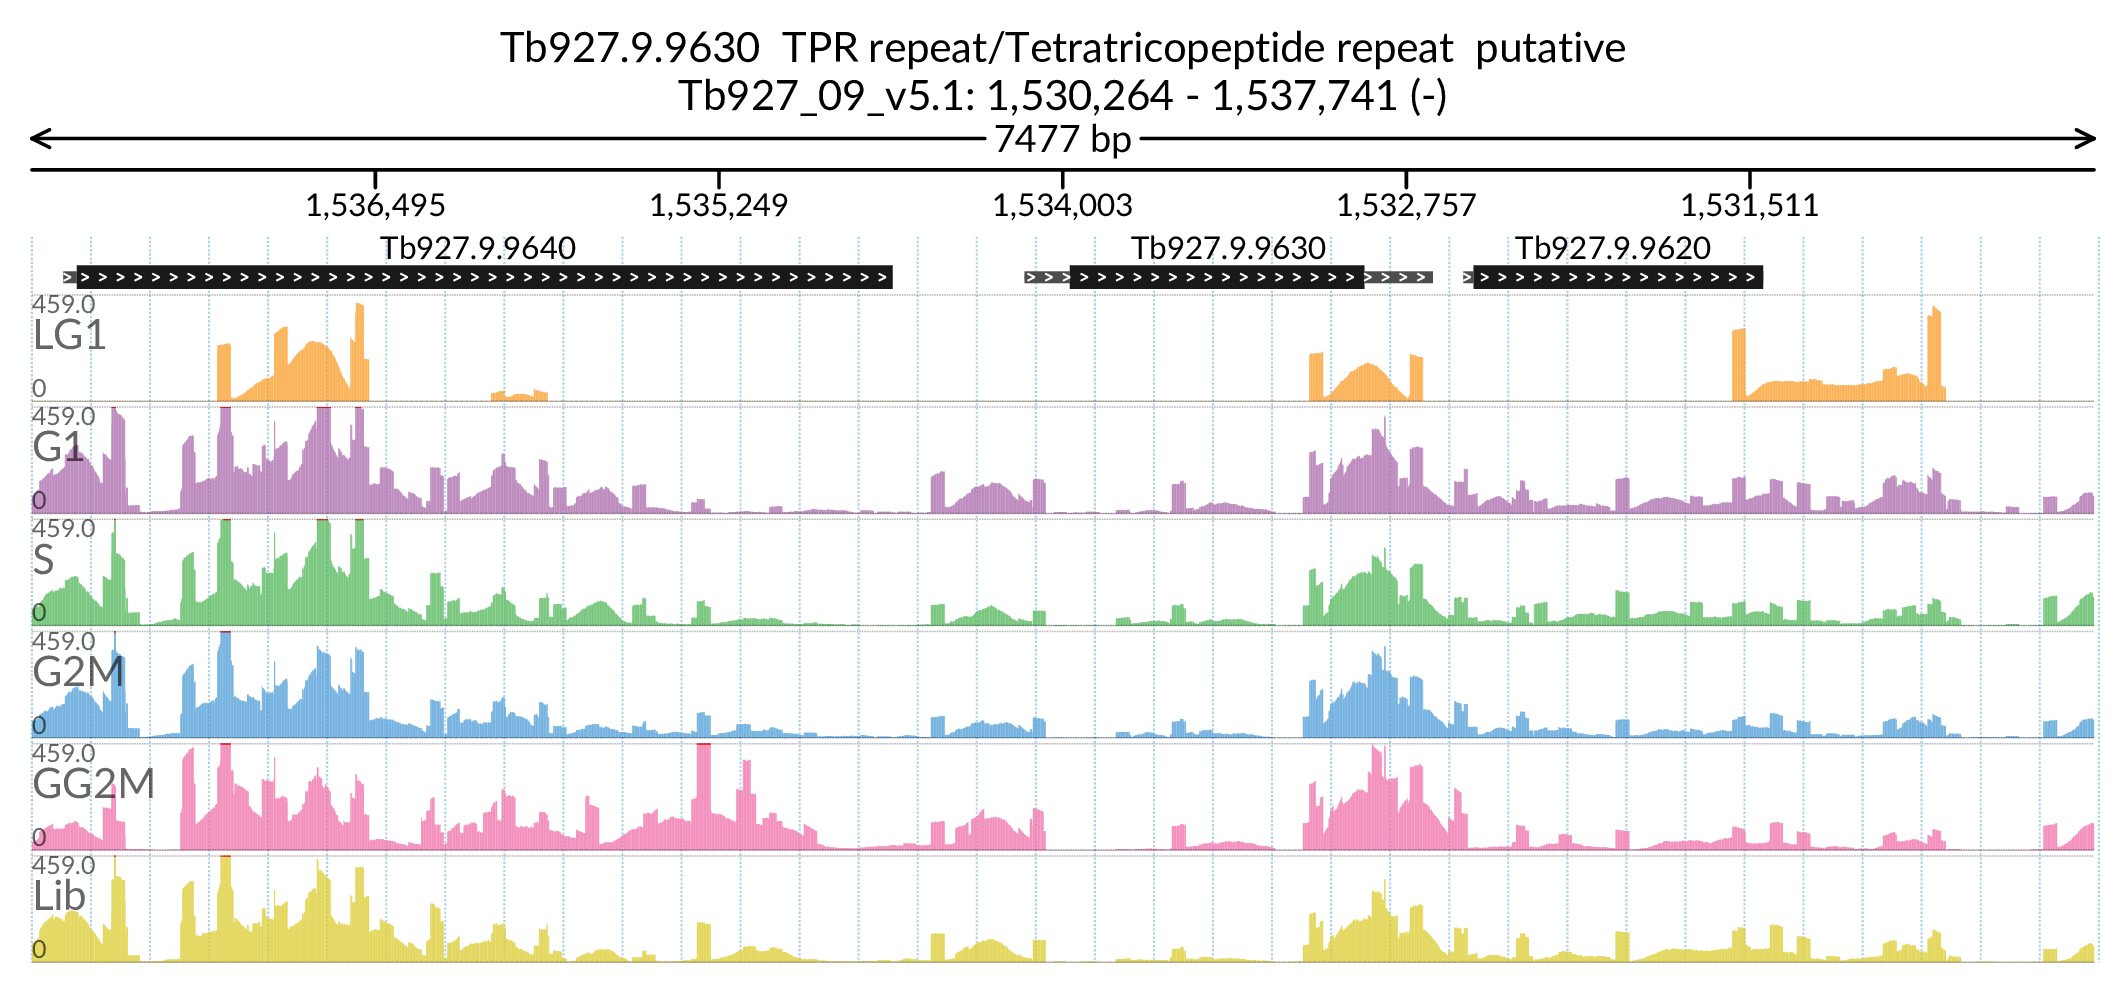 Tb927.9.9630  TPR repeat/Tetratricopeptide repeat  putative
Tb927_09_v5.1: 1,530,264 - 1,537,741 (-)
7477 bp
1,536,495 1,535,249 1,534,003 1,532,757 1,531,511
Tb927.9.9640 Tb927.9.9630 Tb927.9.9620
459.0
LG1
0
459.0
G1
0
459.0
S
0
459.0
G2M
0
459.0
GG2M
0
459.0
Lib
0